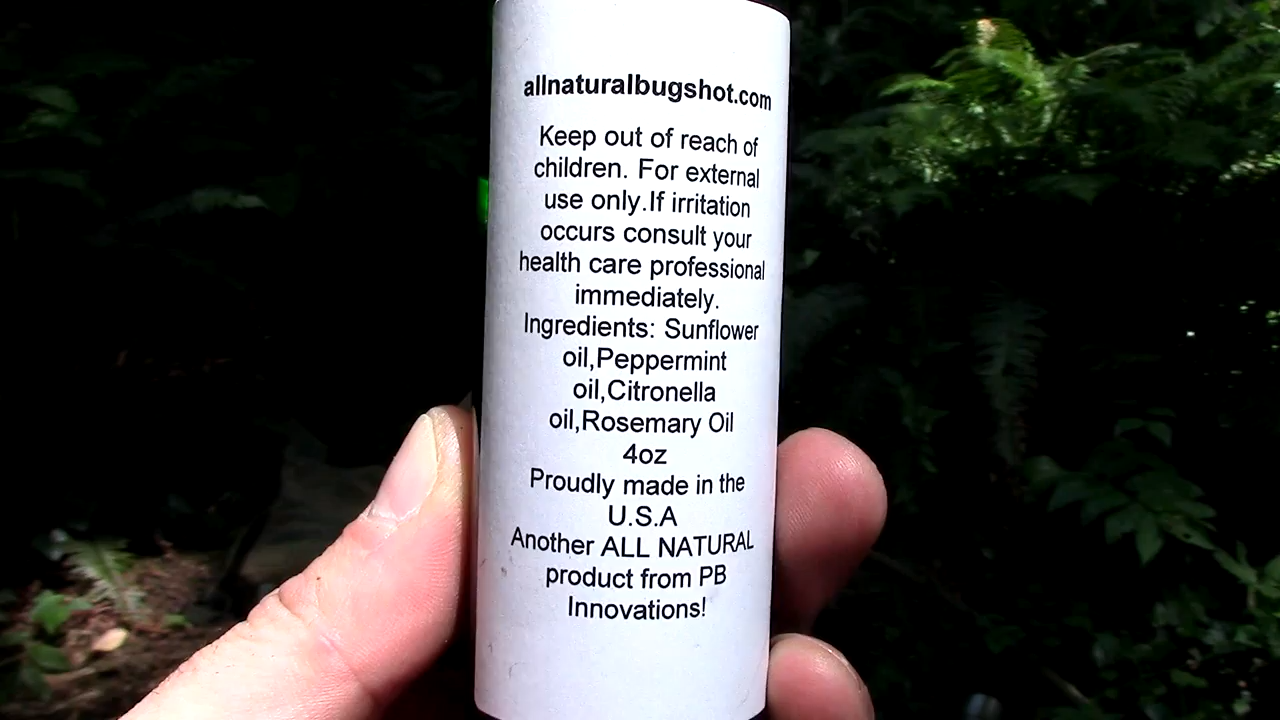 allnaturalbugshot.com
Keep out of reach of
children. For external
use only.If irritation
occurs consult your
health care professional
immediately.
Ingredients: Sunflower
oil,Peppermint
oil,Citronella
oil,Rosemary Oil
4oz
Proudly made in the
U.S.A
Another ALL NATURAL
product from PB
Innovations!